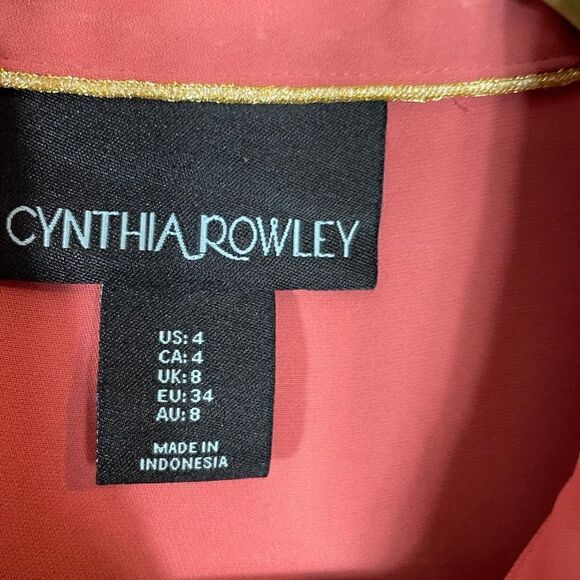 CYNTHIA ROWLEY
US: 4
CA: 4
UK: 8
EU: 34
AU: 8
MADE IN
INDONESIA